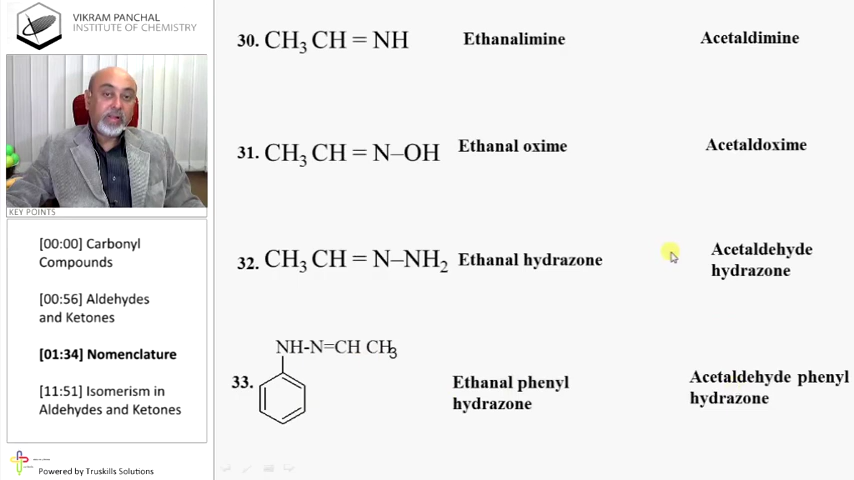 VIKRAM PANCHAL
INSTITUTE OF CHEMISTRY
KEY POINTS
[00:00] Carbonyl
Compounds
[00:56] Aldehydes
and Ketones
[01:34] Nomenclature
[11:51] Isomerism in
Aldehydes and Ketones
Powered by Truskills Solutions
30. CH₃ CH = NH Ethanalimine Acetaldimine
31. CH₃ CH = N–OH Ethanal oxime Acetaldoxime
32. CH₃ CH = N–NH₂ Ethanal hydrazone Acetaldehyde
hydrazone
NH-N=CH CH₃
33. Ethanal phenyl Acetaldehyde phenyl
hydrazone hydrazone